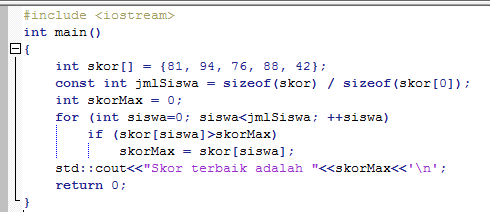 #include <iostream>
int main()
{
    int skor[] = {81, 94, 76, 88, 42};
    const int jmlSiswa = sizeof(skor) / sizeof(skor[0]);
    int skorMax = 0;
    for (int siswa=0; siswa<jmlSiswa; ++siswa)
        if (skor[siswa]>skorMax)
            skorMax = skor[siswa];
    std::cout<<"Skor terbaik adalah "<<skorMax<<'\n';
    return 0;
}